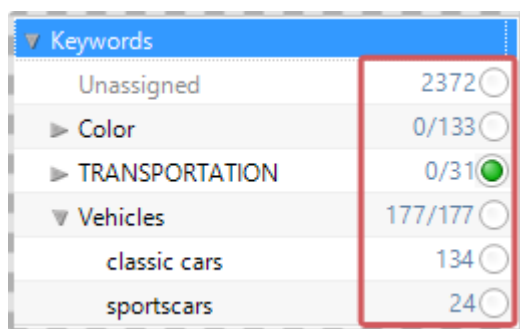 Keywords
Unassigned 2372
Color 0/133
TRANSPORTATION 0/31
Vehicles 177/177
classic cars 134
sportscars 24